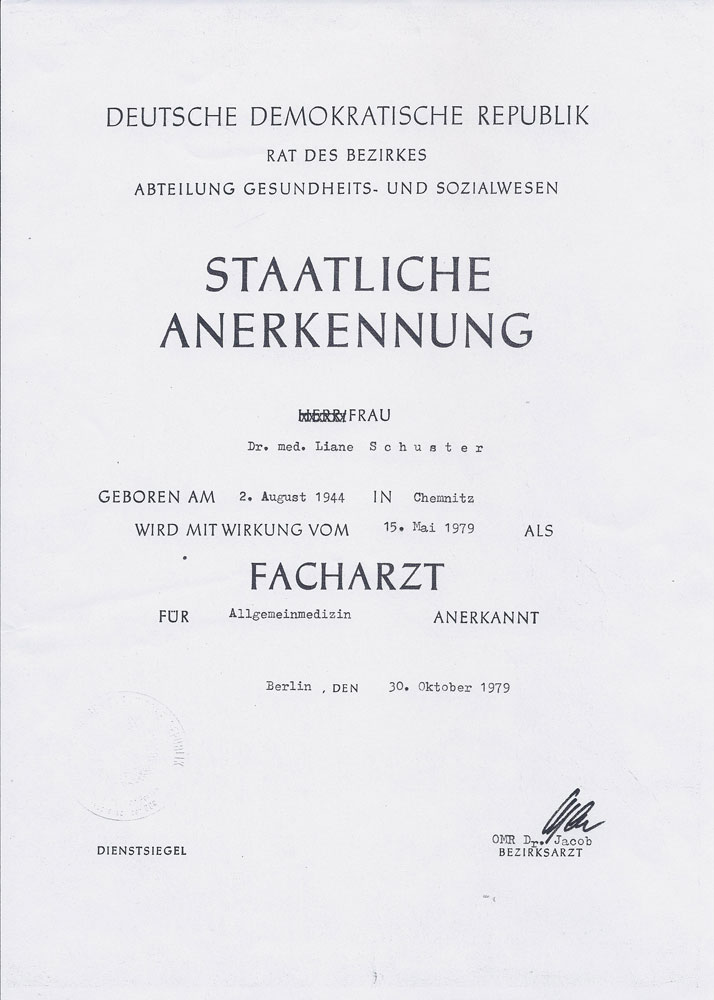 DEUTSCHE DEMOKRATISCHE REPUBLIK
RAT DES BEZIRKES
ABTEILUNG GESUNDHEITS- UND SOZIALWESEN
STAATLICHE
ANERKENNUNG
HERR/FRAU
Dr. med. Liane S c h u s t e r
GEBOREN AM 2. August 1944 IN Chemnitz
WIRD MIT WIRKUNG VOM 15. Mai 1979 ALS
FACHARZT
FÜR Allgemeinmedizin ANERKANNT
Berlin , DEN 30. Oktober 1979
OMR Dr. Jacob
DIENSTSIEGEL BEZIRKSARZT